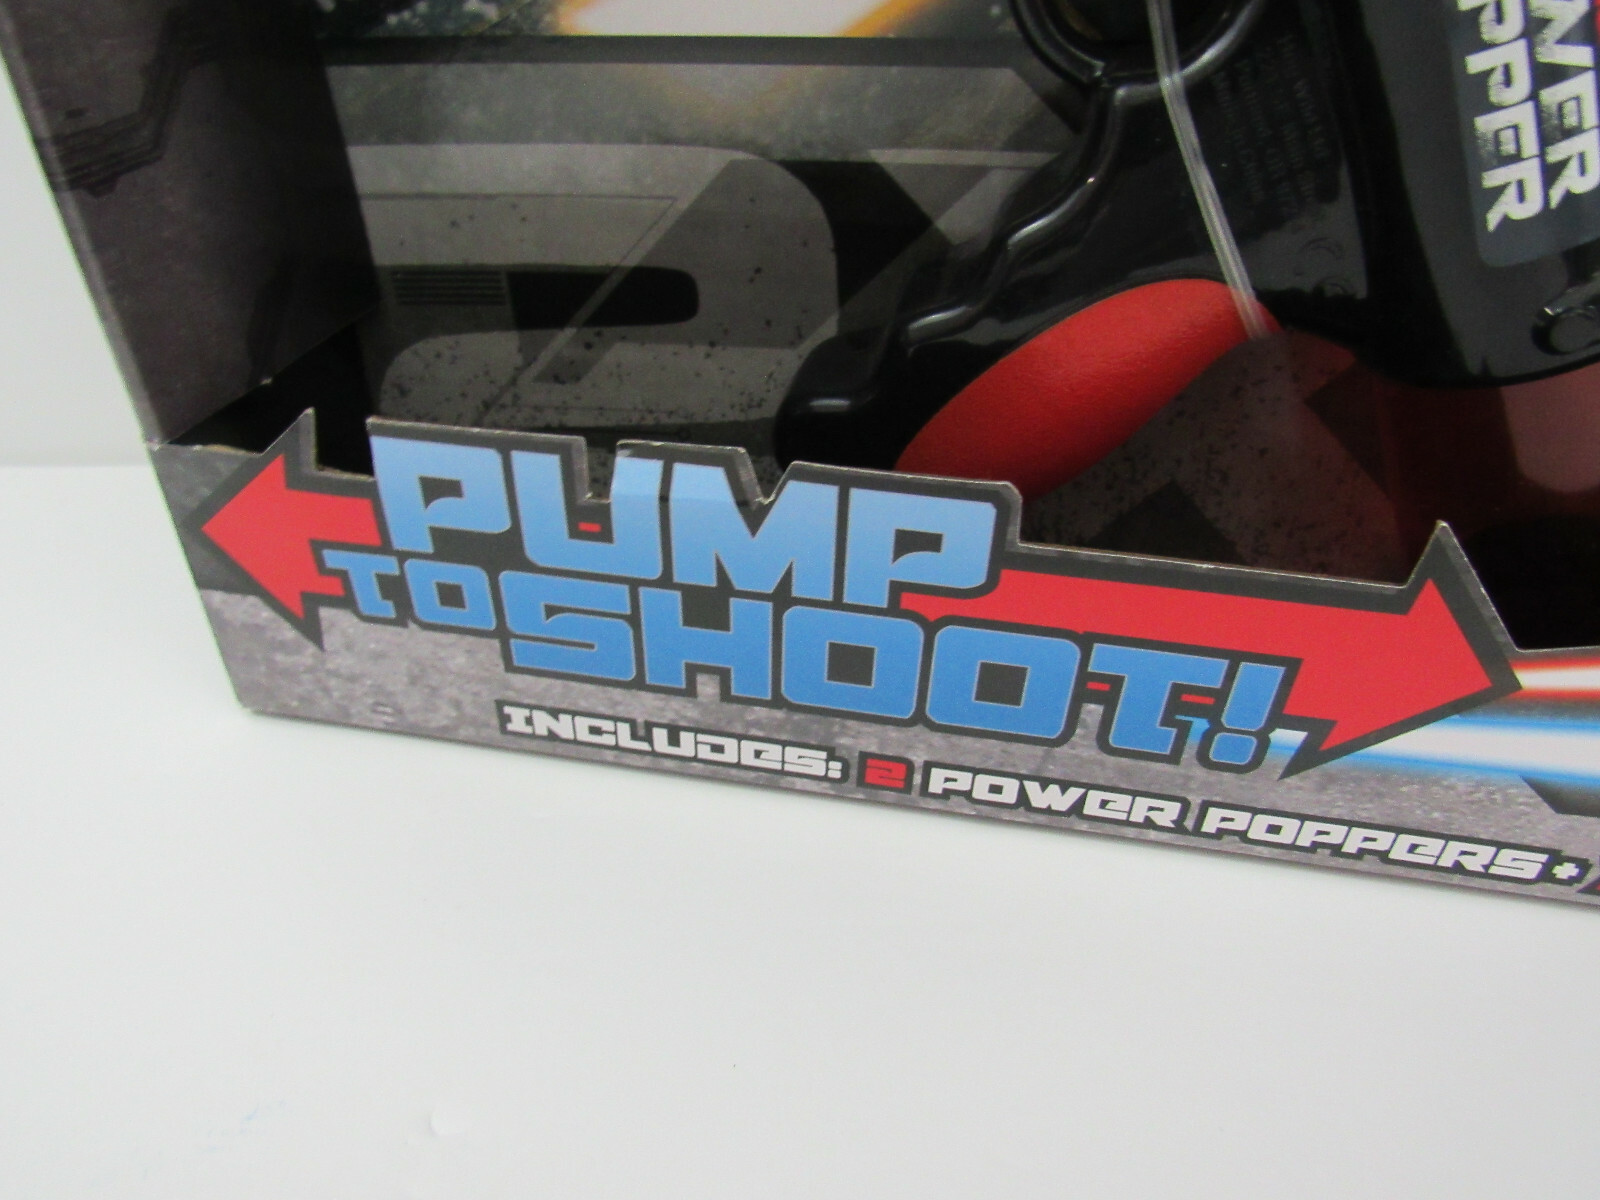 PUMP
TO SHOOT!
INCLUDES: 2 POWER POPPERS +